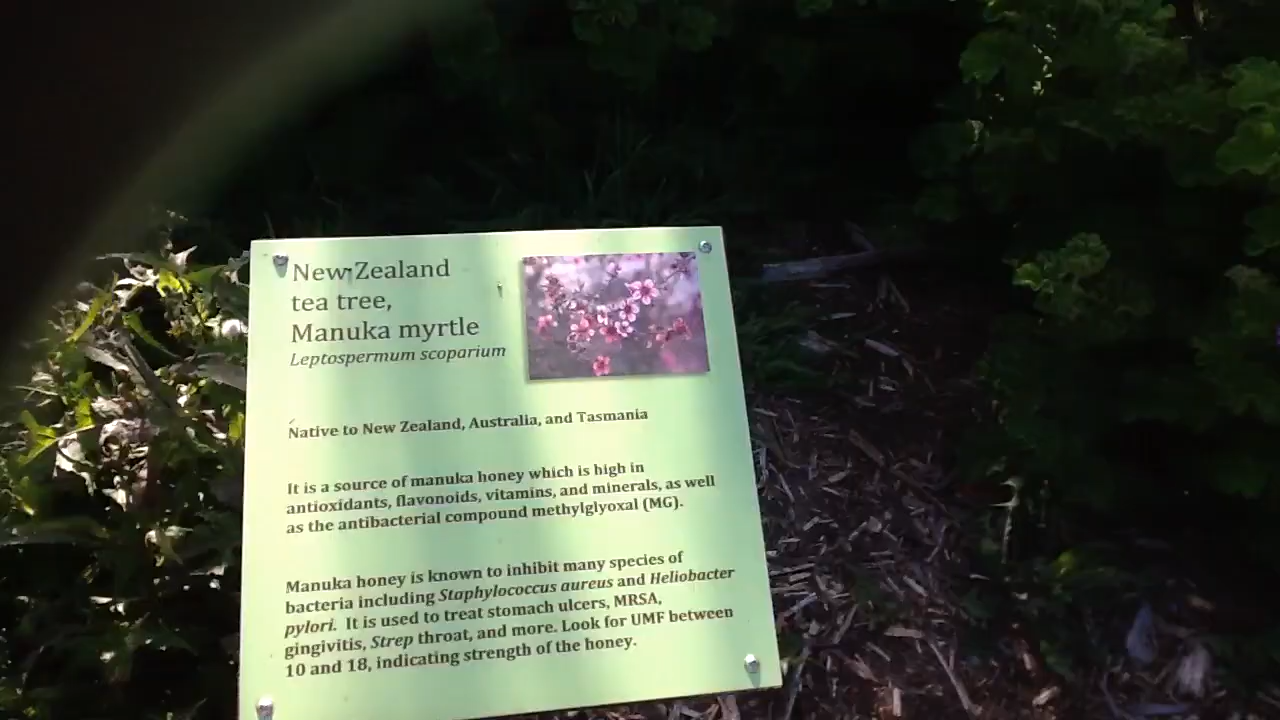 New Zealand
tea tree,
Manuka myrtle
Leptospermum scoparium
Native to New Zealand, Australia, and Tasmania
It is a source of manuka honey which is high in
antioxidants, flavonoids, vitamins, and minerals, as well
as the antibacterial compound methylglyoxal (MG).
Manuka honey is known to inhibit many species of
bacteria including Staphylococcus aureus and Heliobacter
pylori. It is used to treat stomach ulcers, MRSA,
gingivitis, Strep throat, and more. Look for UMF between
10 and 18, indicating strength of the honey.